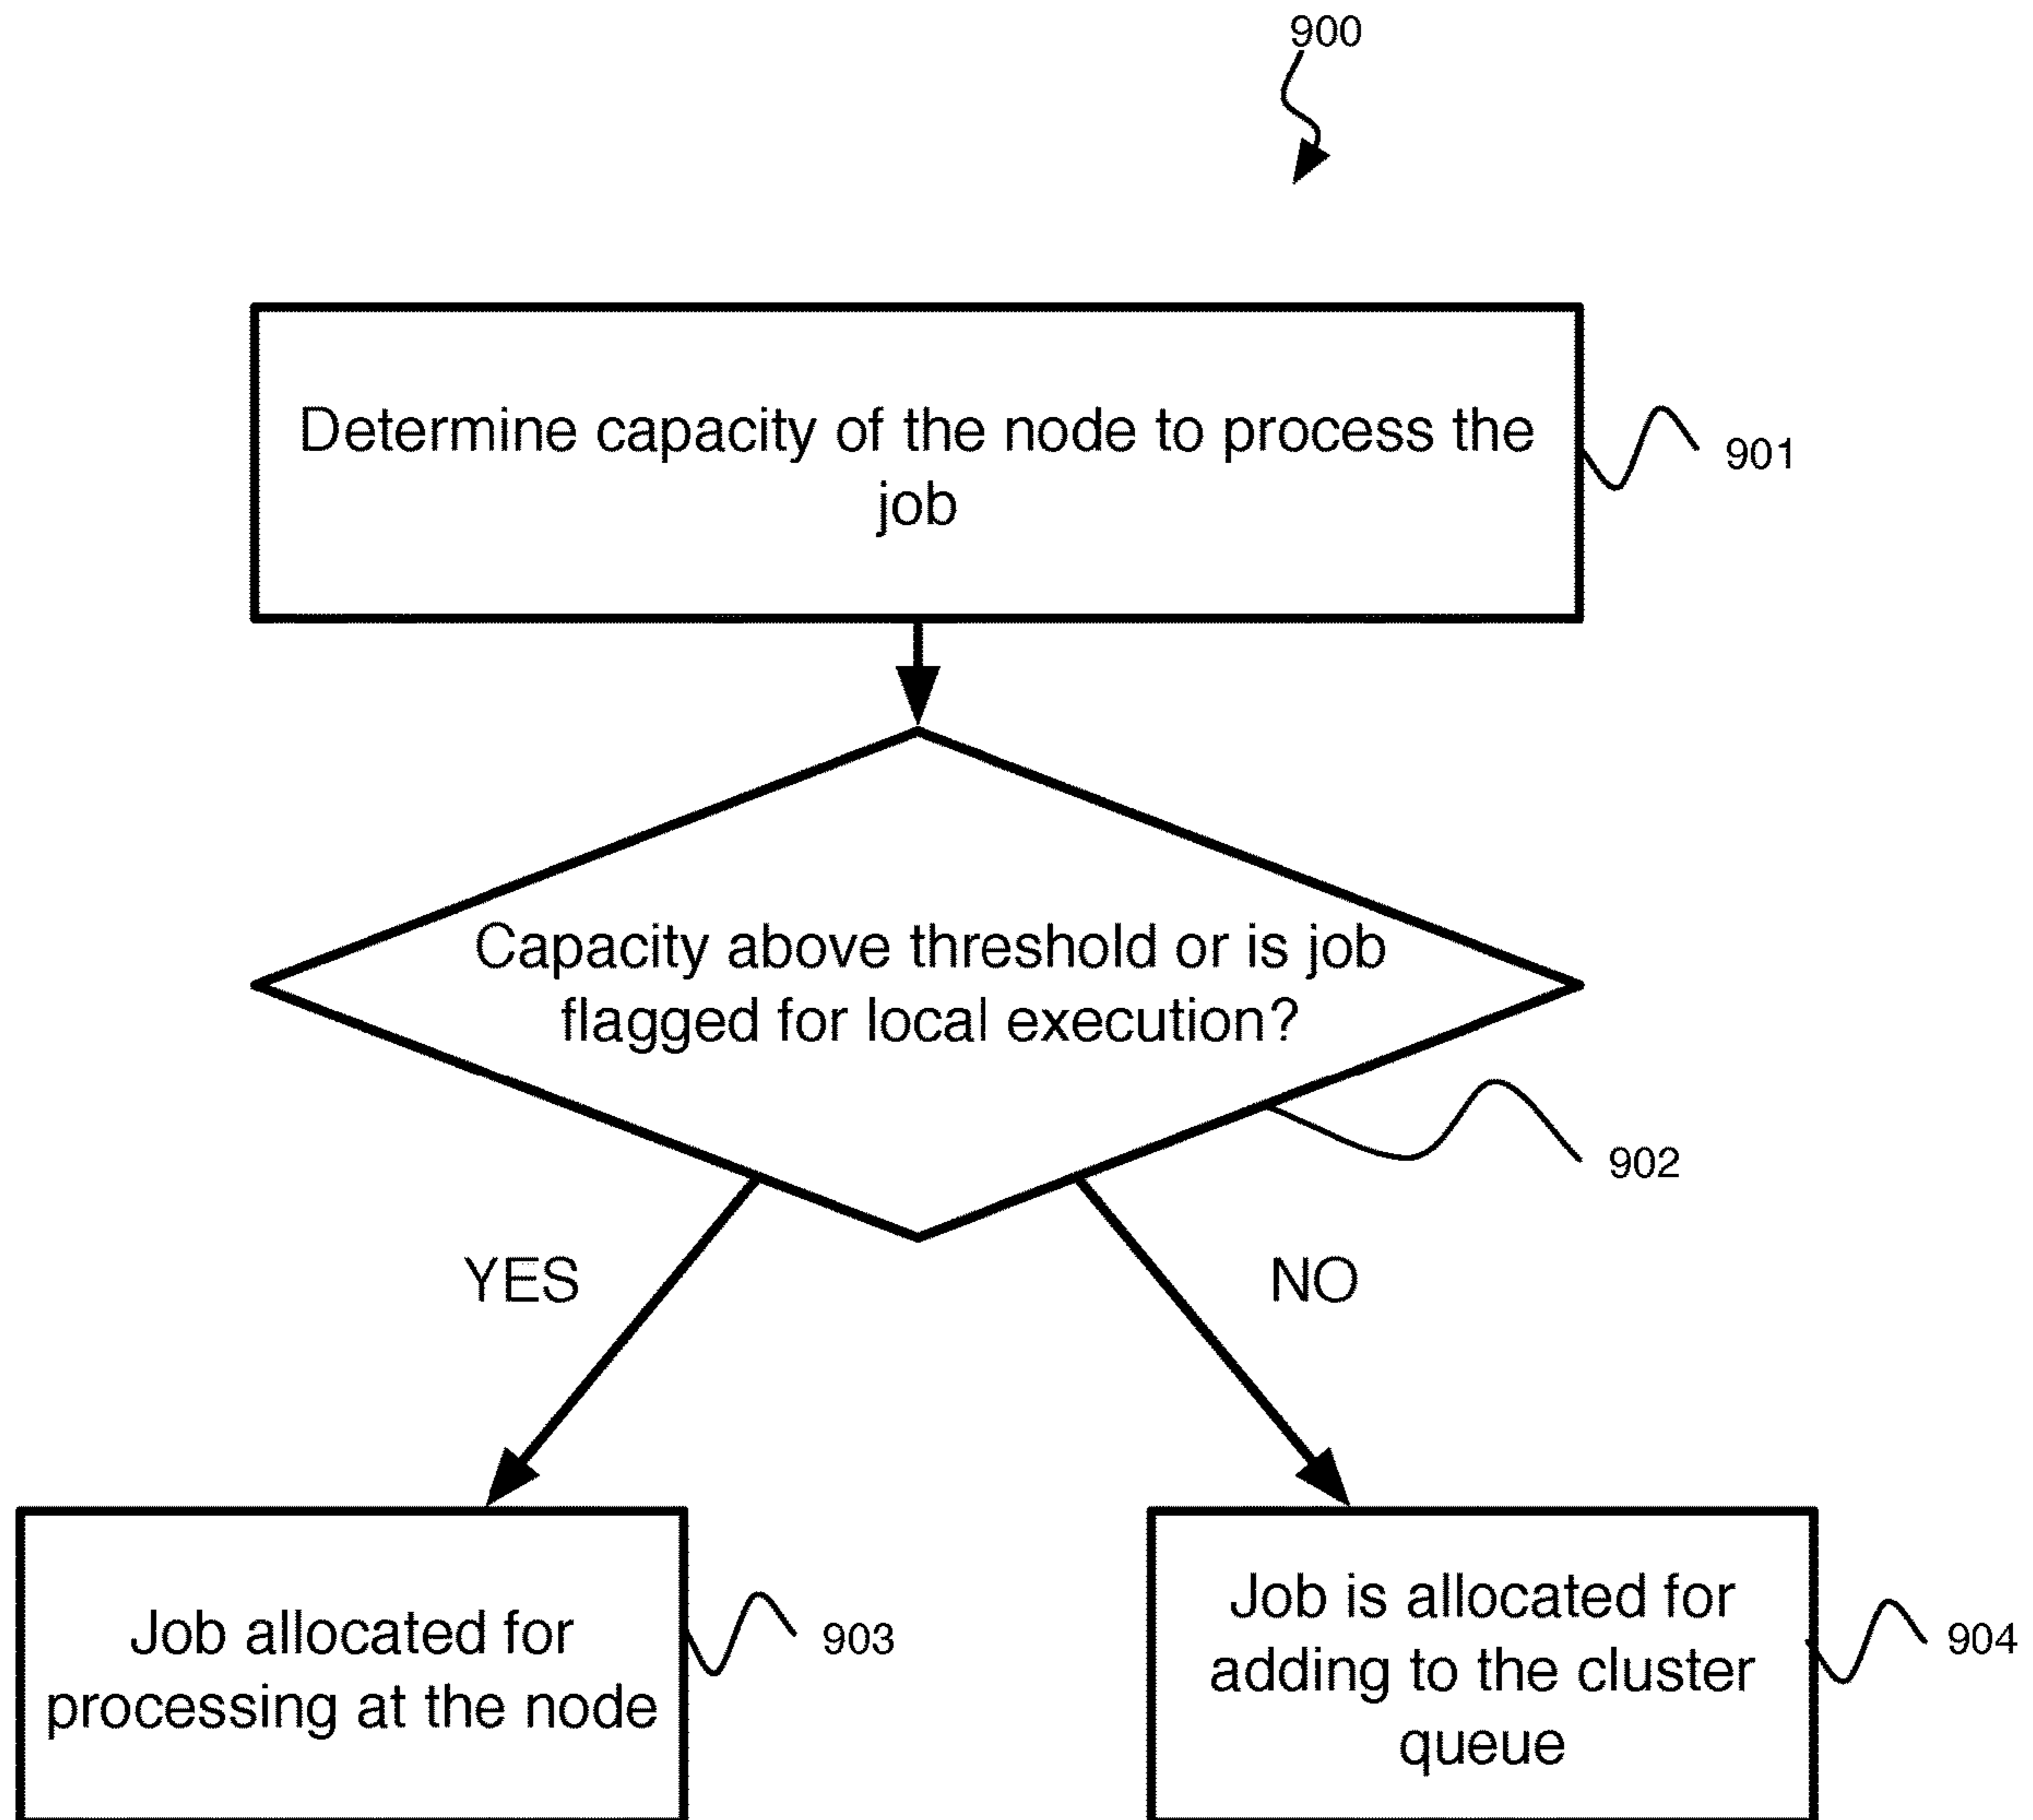 900
Determine capacity of the node to process the
job
901
Capacity above threshold or is job
flagged for local execution?
902
YES
NO
Job allocated for
processing at the node
903
Job is allocated for
adding to the cluster
queue
904